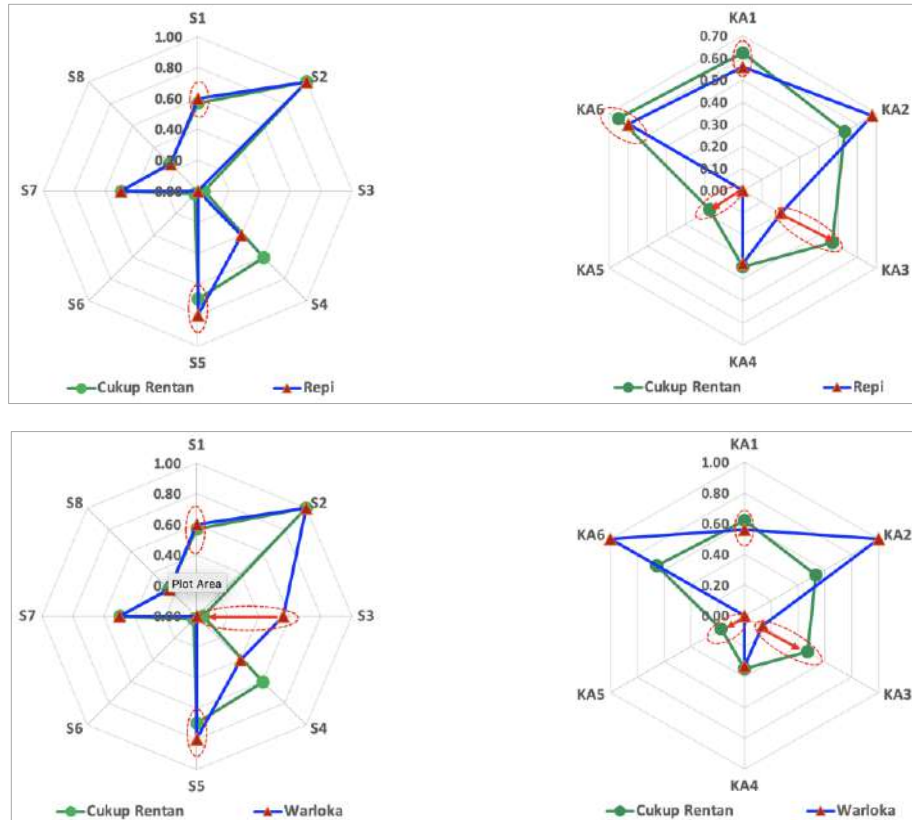 S1
1.00
S8
S2
0.80
0.60
0.40
0.20
S7
0.00
S3
S6
S4
S5
Cukup Rentan
Repi
KA1
0.70
0.60
KA6
0.50
KA2
0.40
0.30
0.20
0.10
0.00
KA5
KA3
KA4
Cukup Rentan
Repi
S1
1.00
S8
S2
0.80
0.60
0.40
Plot Area
S7
0.00
S3
S6
S4
S5
Cukup Rentan
Warloka
KA1
1.00
KA6
0.80
KA2
0.60
0.40
0.20
0.00
KA5
KA3
KA4
Cukup Rentan
Warloka